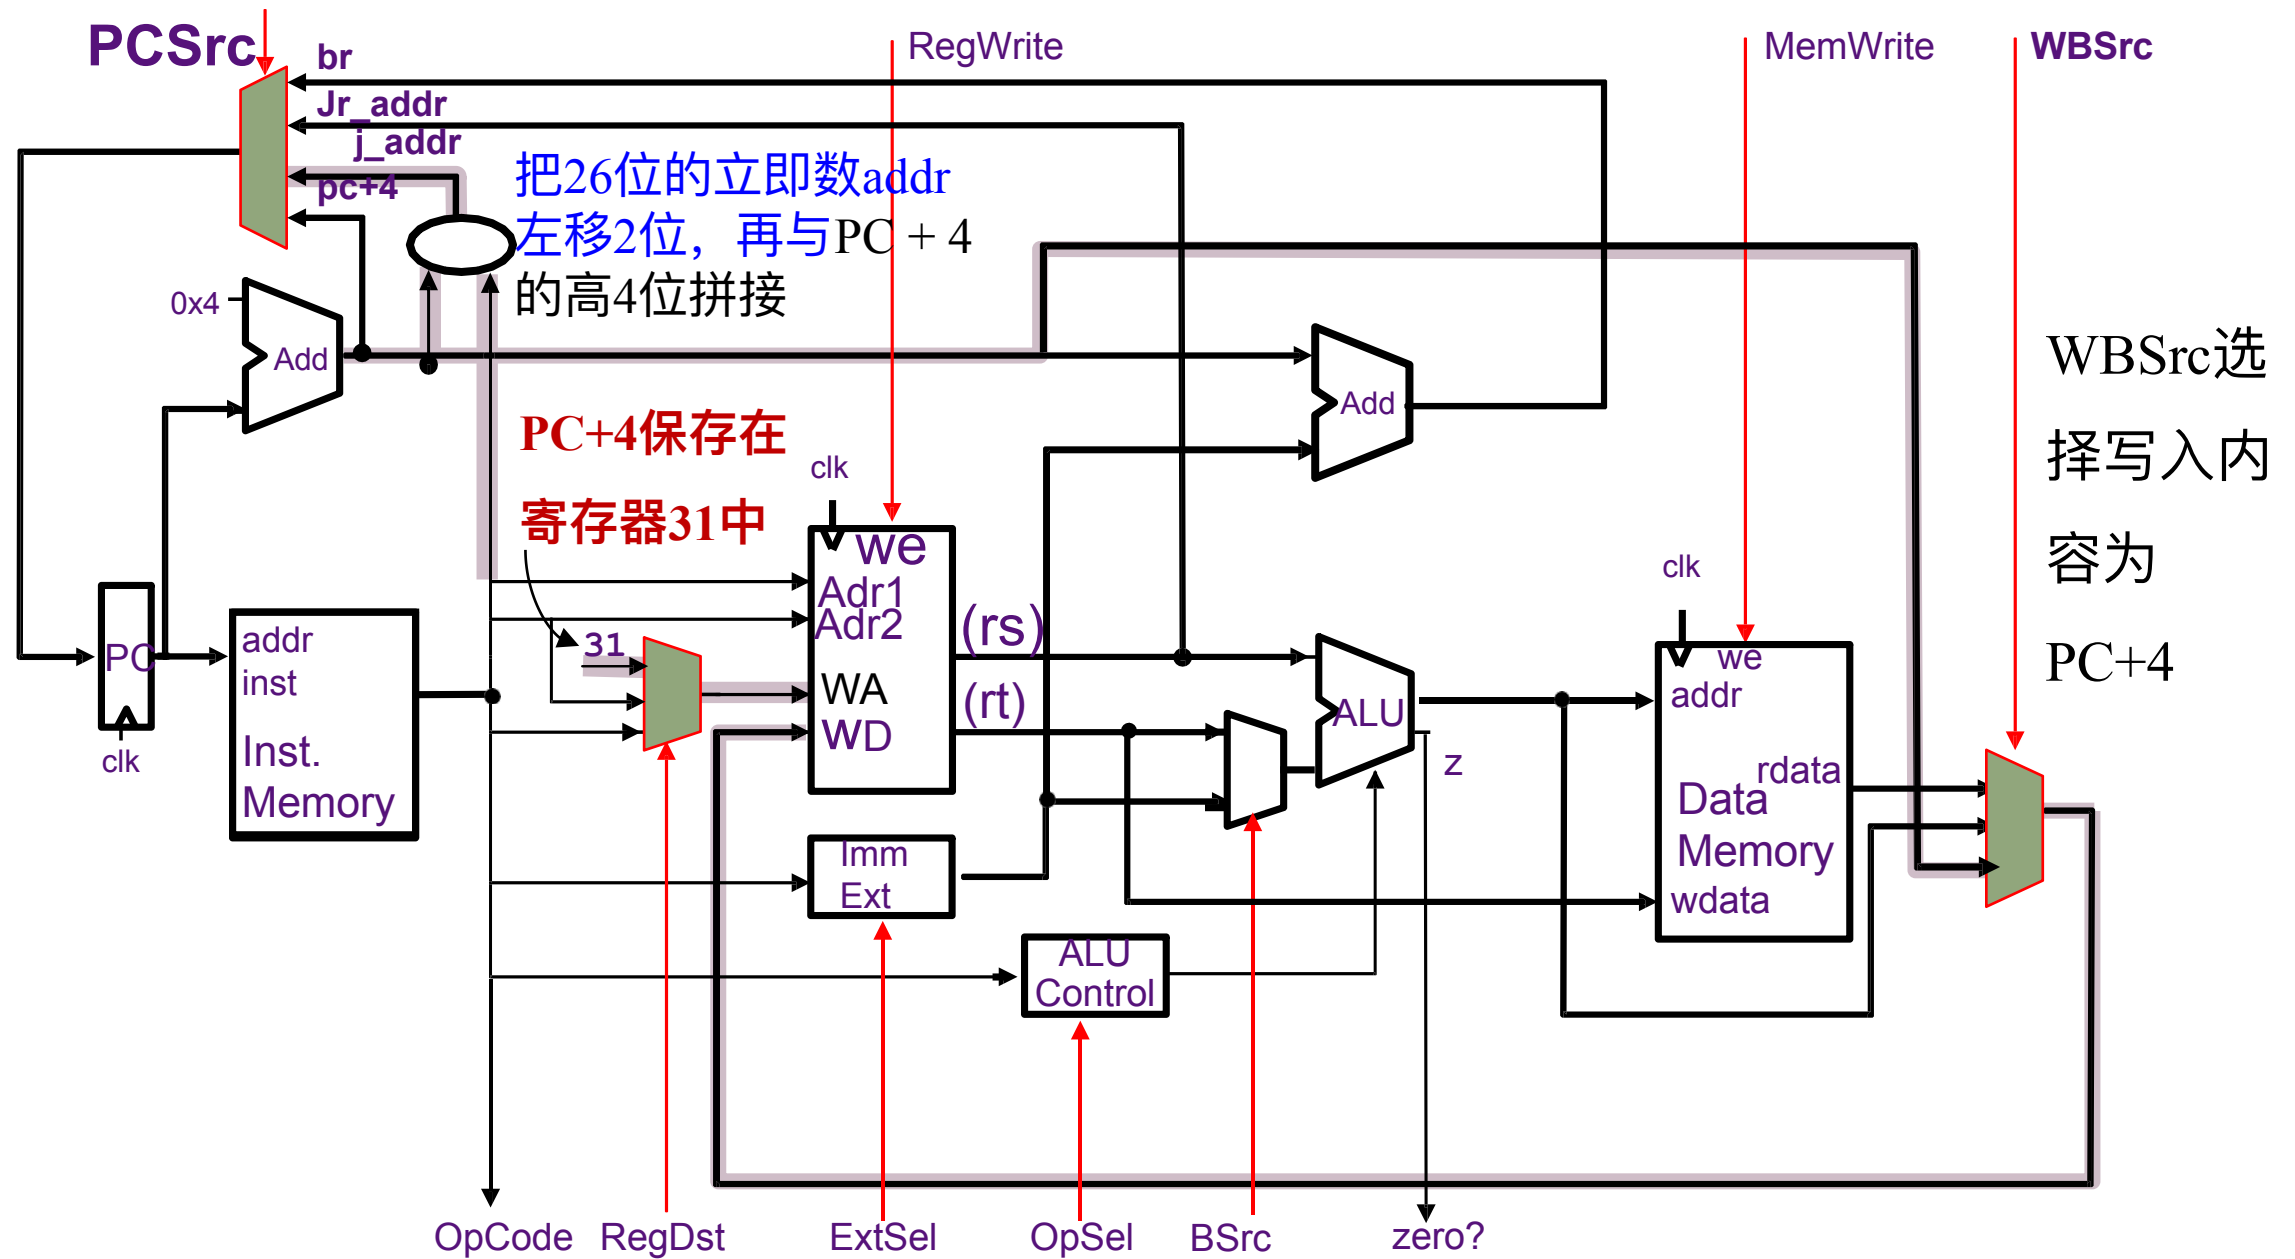 PCSrc
br
Jr_addr
j_addr
pc+4
RegWrite
MemWrite
WBSrc
把26位的立即数addr
左移2位，再与PC + 4
的高4位拼接
0x4
Add
Add
PC+4保存在
寄存器31中
WBSrc选
择写入内
容为
PC+4
clk
we
Adr1
Adr2
WA
WD
31
(rs)
(rt)
PC
clk
addr
inst
Inst.
Memory
ALU
z
clk
we
addr
rdata
Data
Memory
wdata
Imm
Ext
ALU
Control
OpCode
RegDst
ExtSel
OpSel
BSrc
zero?